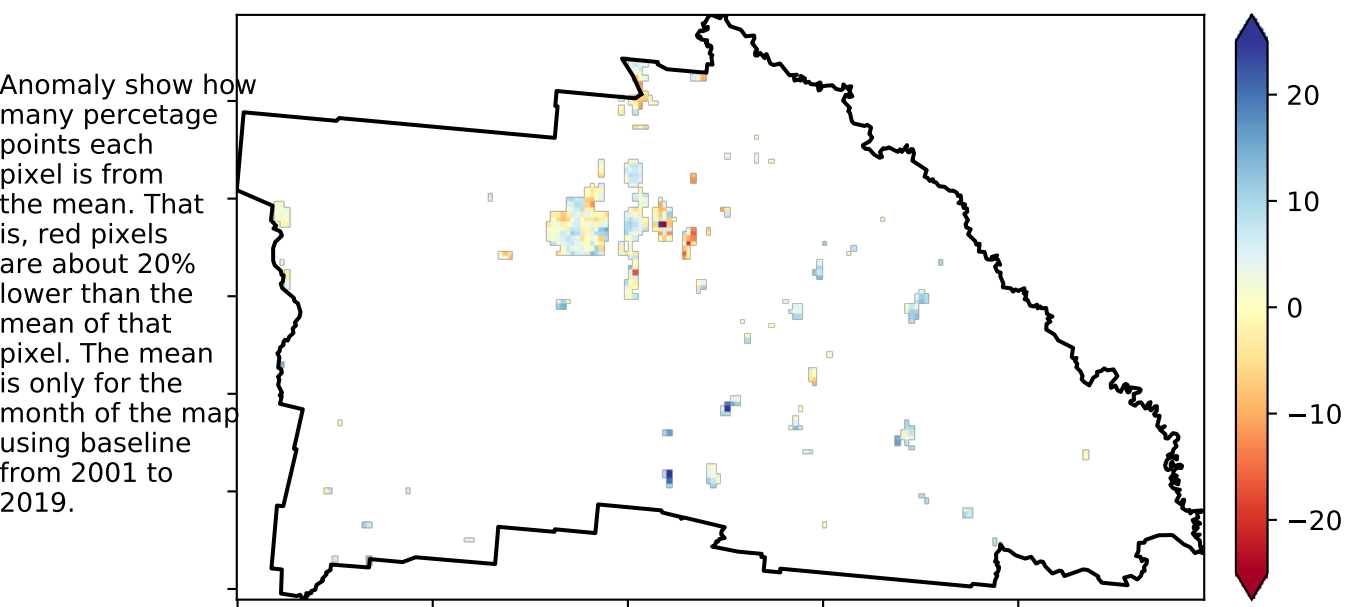 Anomaly show how
many percetage
points each
pixel is from
the mean. That
is, red pixels
are about 20%
lower than the
mean of that
pixel. The mean
is only for the
month of the map
using baseline
from 2001 to
2019.
20
10
0
−10
−20